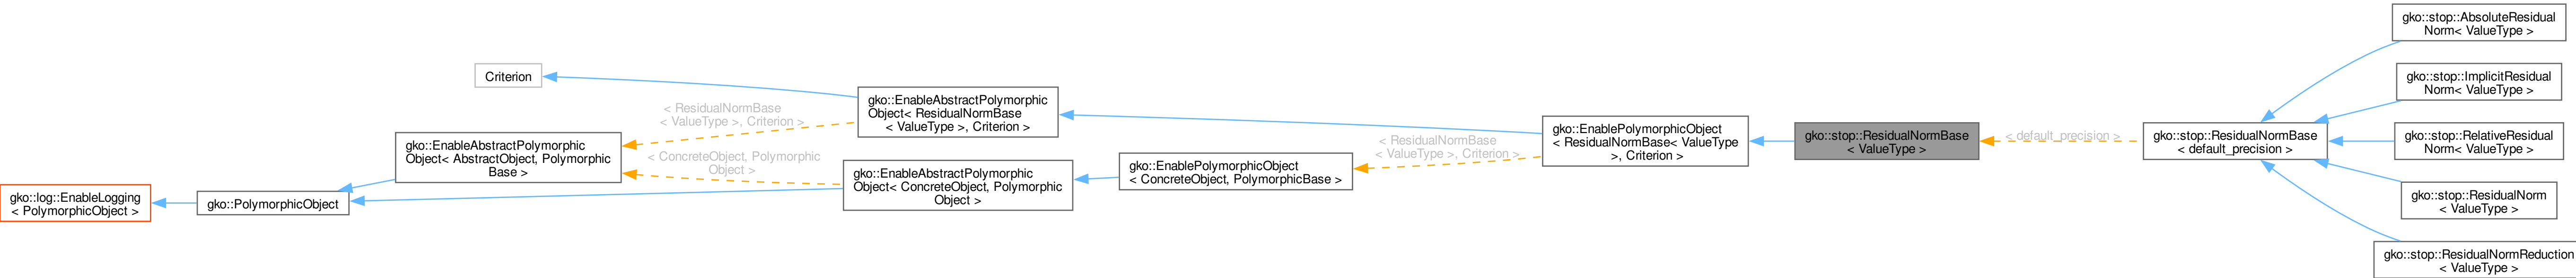 gko::log::EnableLogging
< PolymorphicObject >
gko::PolymorphicObject
Criterion
gko::EnableAbstractPolymorphic
Object< AbstractObject, Polymorphic
Base >
< ResidualNormBase
< ValueType >, Criterion >
< ConcreteObject, Polymorphic
Object >
gko::EnableAbstractPolymorphic
Object< ResidualNormBase
< ValueType >, Criterion >
gko::EnableAbstractPolymorphic
Object< ConcreteObject, Polymorphic
Object >
gko::EnablePolymorphicObject
< ConcreteObject, PolymorphicBase >
< ResidualNormBase
< ValueType >, Criterion >
gko::EnablePolymorphicObject
< ResidualNormBase< ValueType
>, Criterion >
gko::stop::ResidualNormBase
< ValueType >
< default_precision >
gko::stop::ResidualNormBase
< default_precision >
gko::stop::AbsoluteResidual
Norm< ValueType >
gko::stop::ImplicitResidual
Norm< ValueType >
gko::stop::RelativeResidual
Norm< ValueType >
gko::stop::ResidualNorm
< ValueType >
gko::stop::ResidualNormReduction
< ValueType >